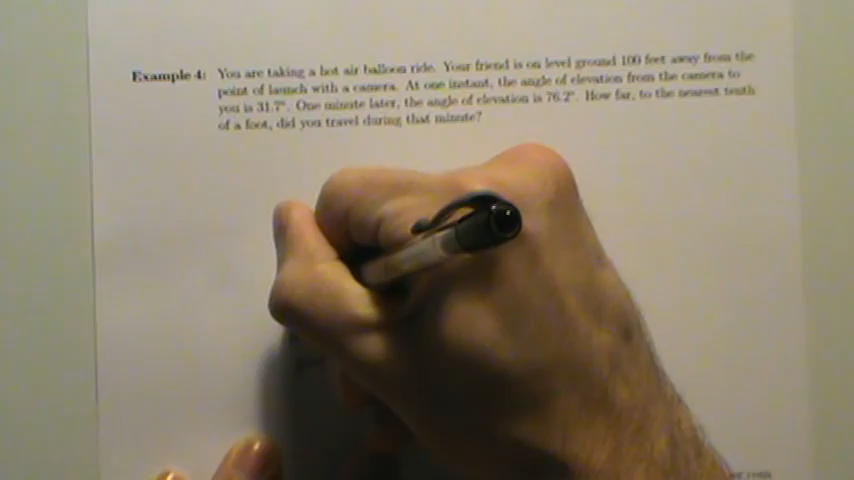 Example 4: You are taking a hot air balloon ride. Your friend is on level ground 100 feet away from the
point of launch with a camera. At one instant, the angle of elevation from the camera to
you is 31.7°. One minute later, the angle of elevation is 76.2°. How far, to the nearest tenth
of a foot, did you travel during that minute?